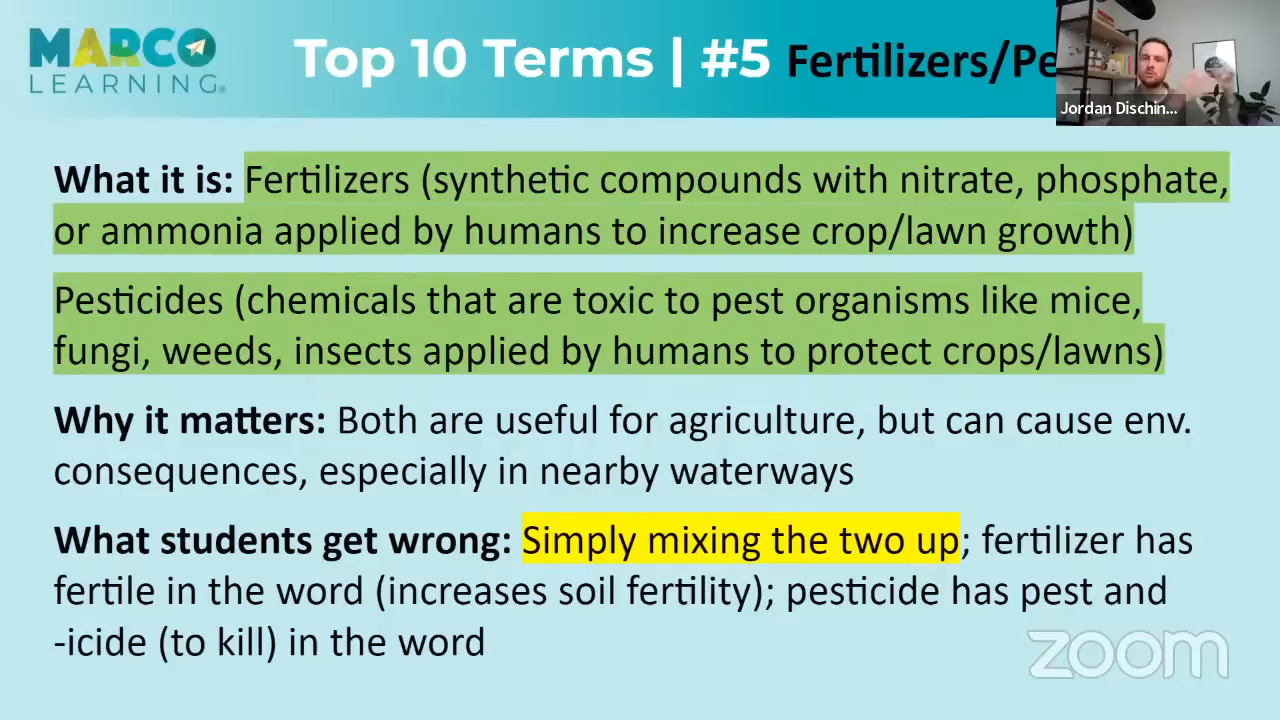 MARCO
LEARNING®
Top 10 Terms | #5 Fertilizers/Pe
Jordan Dischin...
What it is: Fertilizers (synthetic compounds with nitrate, phosphate,
or ammonia applied by humans to increase crop/lawn growth)
Pesticides (chemicals that are toxic to pest organisms like mice,
fungi, weeds, insects applied by humans to protect crops/lawns)
Why it matters: Both are useful for agriculture, but can cause env.
consequences, especially in nearby waterways
What students get wrong: Simply mixing the two up; fertilizer has
fertile in the word (increases soil fertility); pesticide has pest and
-icide (to kill) in the word
zoom